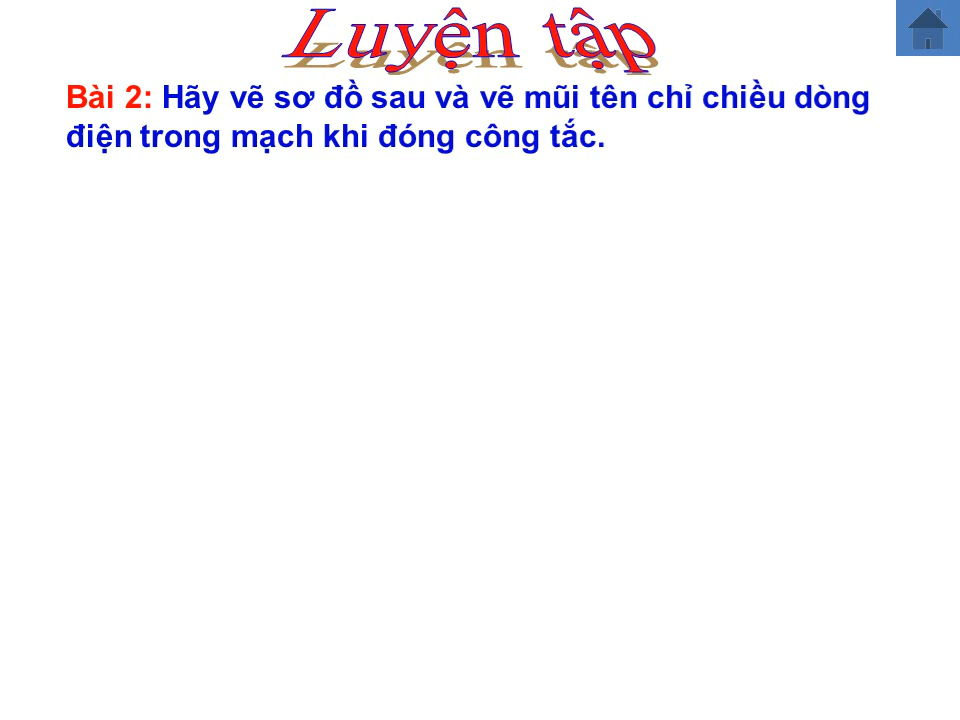 Luyện tập
Bài 2: Hãy vẽ sơ đồ sau và vẽ mũi tên chỉ chiều dòng
điện trong mạch khi đóng công tắc.